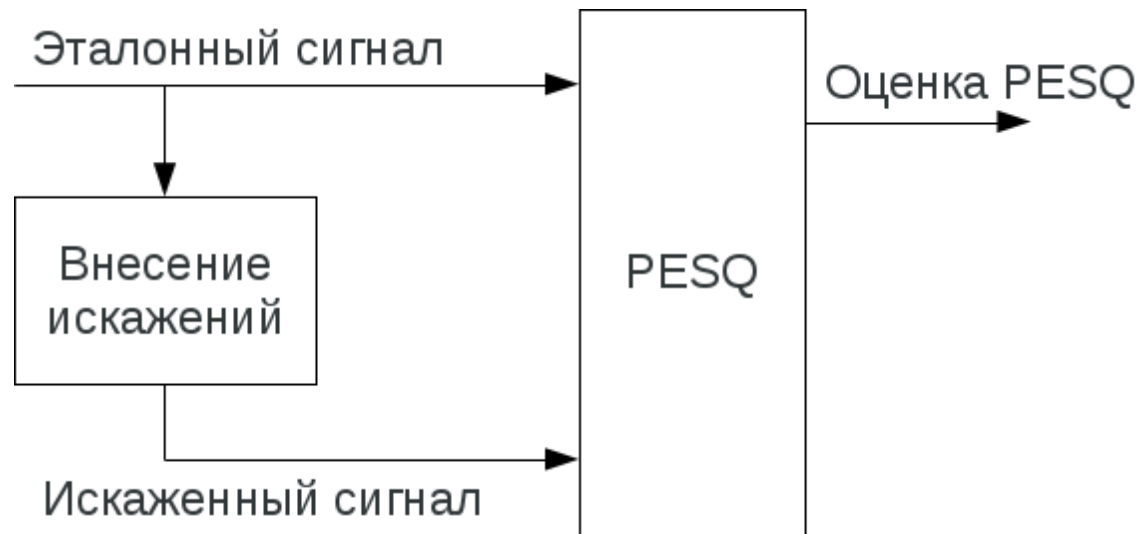 Эталонный сигнал
Оценка PESQ
Внесение
искажений
PESQ
Искаженный сигнал